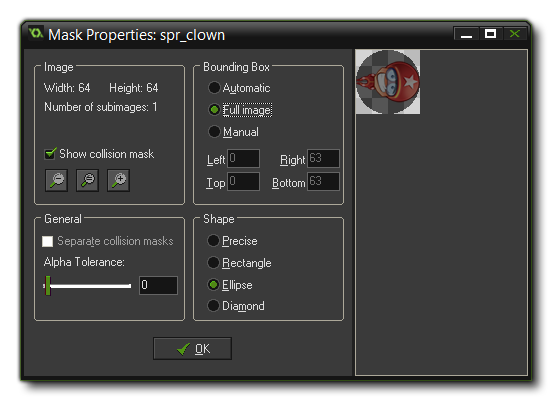 Mask Properties: spr_clown
Image
Width: 64 Height: 64
Number of subimages: 1
Show collision mask
Bounding Box
Automatic
Full image
Manual
Left 0 Right 63
Top 0 Bottom 63
General
Separate collision masks
Alpha Tolerance:
0
Shape
Precise
Rectangle
Ellipse
Diamond
OK